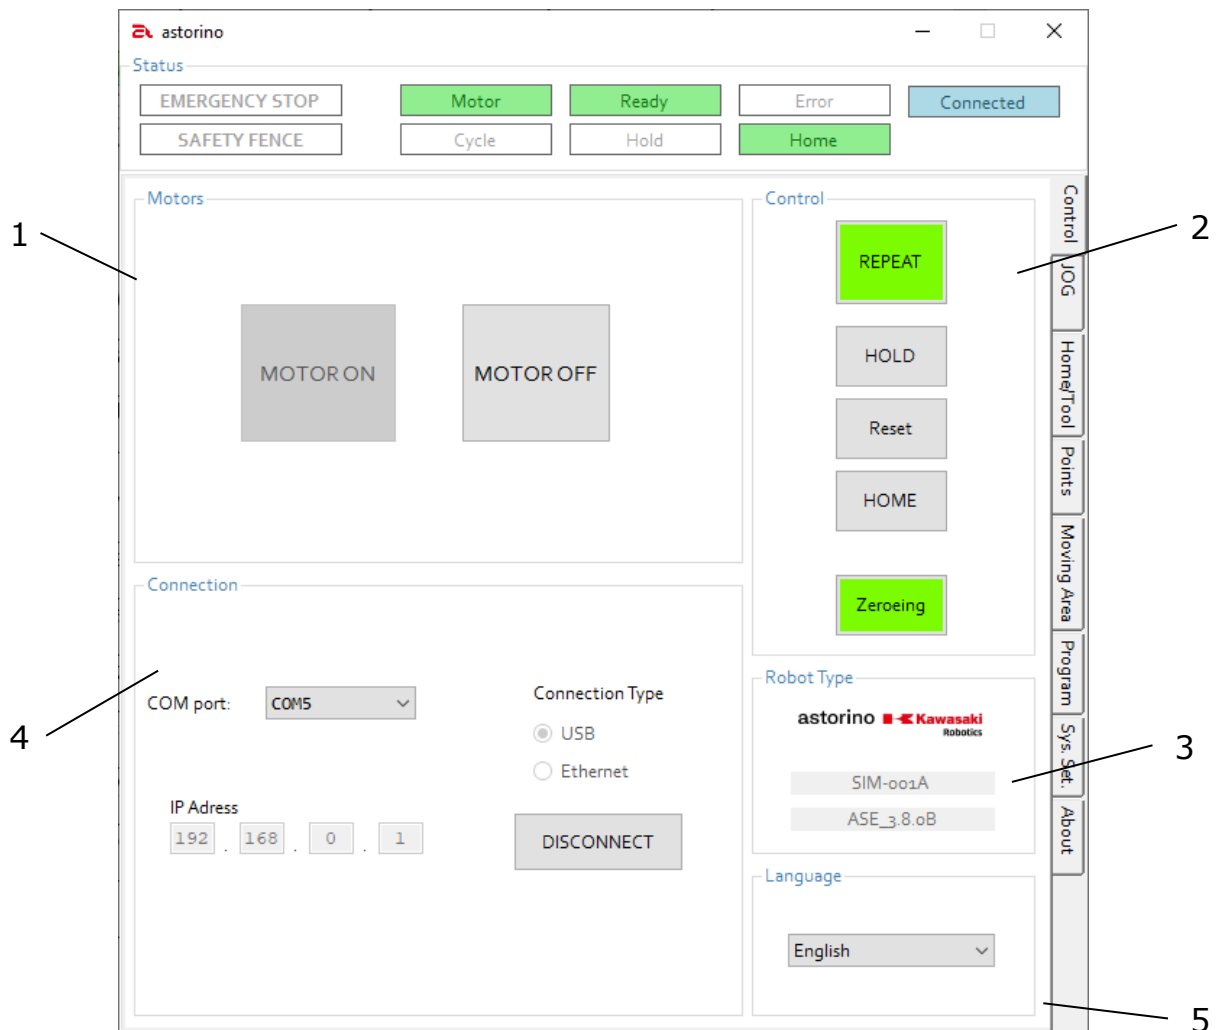 astorino
Status
EMERGENCY STOP
Motor
Ready
Error
Connected
SAFETY FENCE
Cycle
Hold
Home
Motors
MOTOR ON
MOTOR OFF
Control
REPEAT
HOLD
Reset
HOME
Zeroeing
Control
JOG
Home/Tool
Points
Moving Area
Program
Sys. Set.
About
Connection
COM port:
COM5
Connection Type
USB
Ethernet
IP Adress
192 . 168 . 0 . 1
DISCONNECT
Robot Type
astorino Kawasaki
Robotics
SIM-001A
ASE_3.8.0B
Language
English
1
2
3
4
5